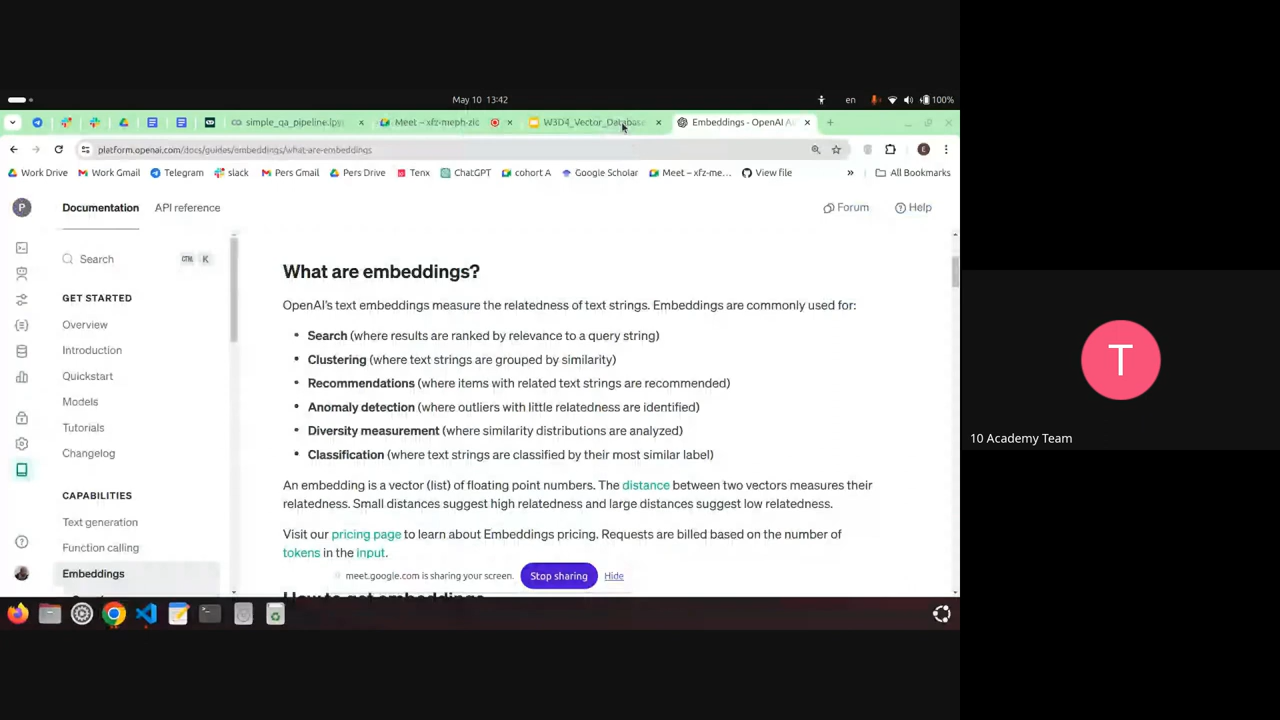 May 10 13:42
en
100%
simple_qa_pipeline.ipy
Meet – xfz-meph-zic
W3D4_Vector_Database
Embeddings - OpenAI A
platform.openai.com/docs/guides/embeddings/what-are-embeddings
Work Drive
Work Gmail
Telegram
slack
Pers Gmail
Pers Drive
Tenx
ChatGPT
cohort A
Google Scholar
Meet – xfz-me...
View file
»
All Bookmarks
P
Documentation
API reference
Forum
Help
Search
CTRL K
GET STARTED
Overview
Introduction
Quickstart
Models
Tutorials
Changelog
CAPABILITIES
Text generation
Function calling
Embeddings
What are embeddings?
OpenAI's text embeddings measure the relatedness of text strings. Embeddings are commonly used for:
• Search (where results are ranked by relevance to a query string)
• Clustering (where text strings are grouped by similarity)
• Recommendations (where items with related text strings are recommended)
• Anomaly detection (where outliers with little relatedness are identified)
• Diversity measurement (where similarity distributions are analyzed)
• Classification (where text strings are classified by their most similar label)
An embedding is a vector (list) of floating point numbers. The distance between two vectors measures their
relatedness. Small distances suggest high relatedness and large distances suggest low relatedness.
Visit our pricing page to learn about Embeddings pricing. Requests are billed based on the number of
tokens in the input.
meet.google.com is sharing your screen.
Stop sharing
Hide
How to get embeddings
T
10 Academy Team